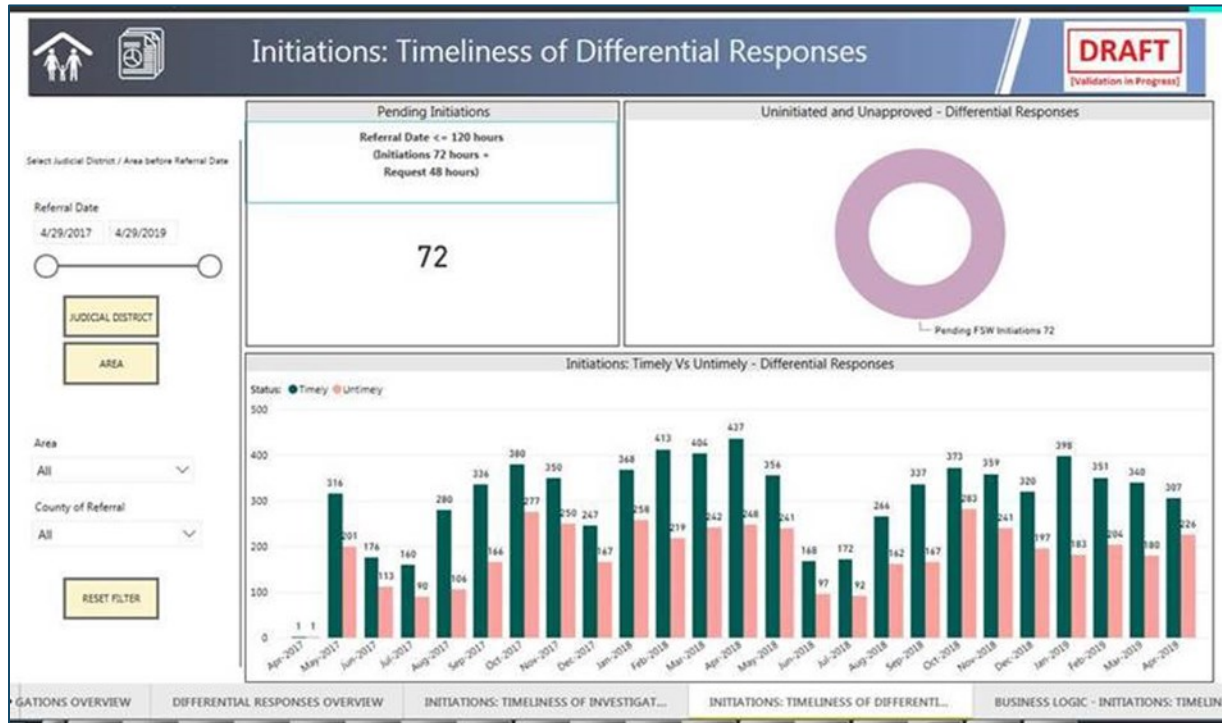 Initiations: Timeliness of Differential Responses
DRAFT
[Validation in Progress]
Select Judicial District / Area before Referral Date
Referral Date
4/29/2017 4/29/2019
JUDICIAL DISTRICT
AREA
Area
All
County of Referral
All
RESET FILTER
Pending Initiations
Referral Date <= 120 hours
(Initiations 72 hours +
Request 48 hours)
72
Uninitiated and Unapproved - Differential Responses
Pending FSW Initiations 72
Initiations: Timely Vs Untimely - Differential Responses
Status: Timey Untimey
500
400
300
200
100
0
1 1
316 201
176 113
160 90
280 106
336 166
380 277
350 250
247 167
368 258
413 219
404 242
437 248
356 241
168 97
172 92
266 162
337 167
373 283
359 241
320 197
398 183
351 204
340 180
307 226
Apr-2017 May-2017 Jun-2017 Jul-2017 Aug-2017 Sep-2017 Oct-2017 Nov-2017 Dec-2017 Jan-2018 Feb-2018 Mar-2018 Apr-2018 May-2018 Jun-2018 Jul-2018 Aug-2018 Sep-2018 Oct-2018 Nov-2018 Dec-2018 Jan-2019 Feb-2019 Mar-2019 Apr-2019
GATIONS OVERVIEW DIFFERENTIAL RESPONSES OVERVIEW INITIATIONS: TIMELINESS OF INVESTIGAT... INITIATIONS: TIMELINESS OF DIFFERENTI... BUSINESS LOGIC - INITIATIONS: TIMELIN